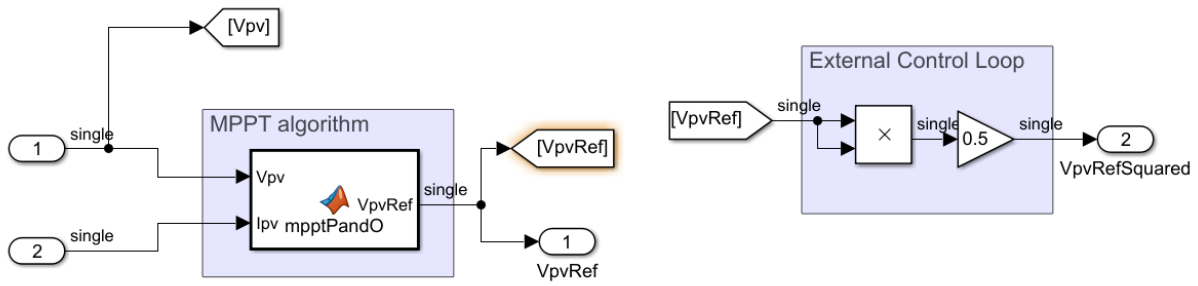 [Vpv]
single
1
MPPT algorithm
Vpv
Ipv
VpvRef
mpptPandO
single
2
single
[VpvRef]
1
VpvRef
External Control Loop
[VpvRef]
single
×
single
0.5
single
2
VpvRefSquared